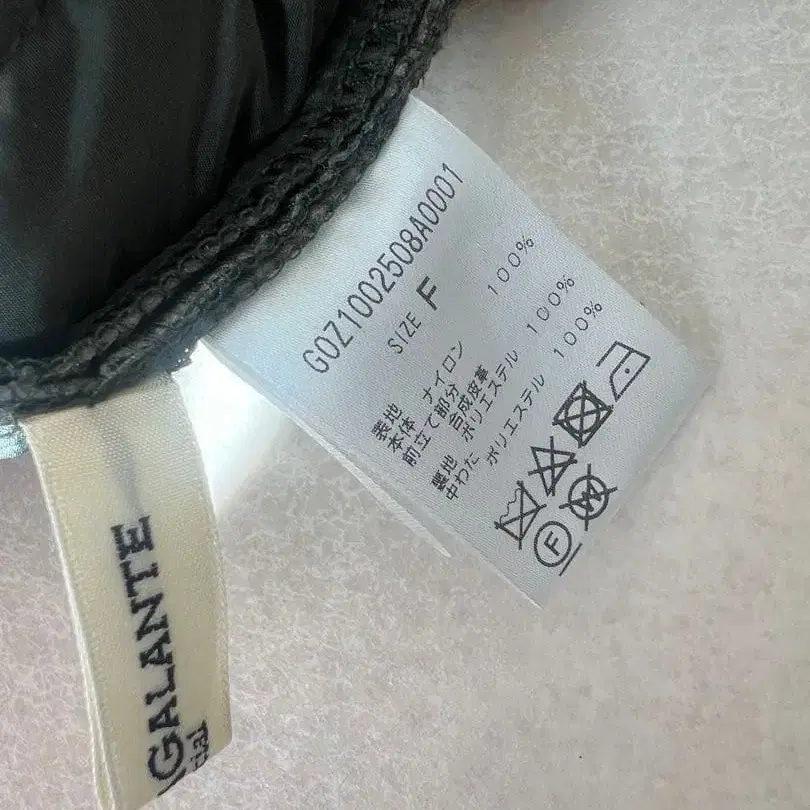 G0Z1002508A0001
SIZE F
表地
本体 ナイロン 100%
前立て部分 合成皮革
裏地 ポリエステル 100%
中わた ポリエステル 100%
F
W
GALANTE